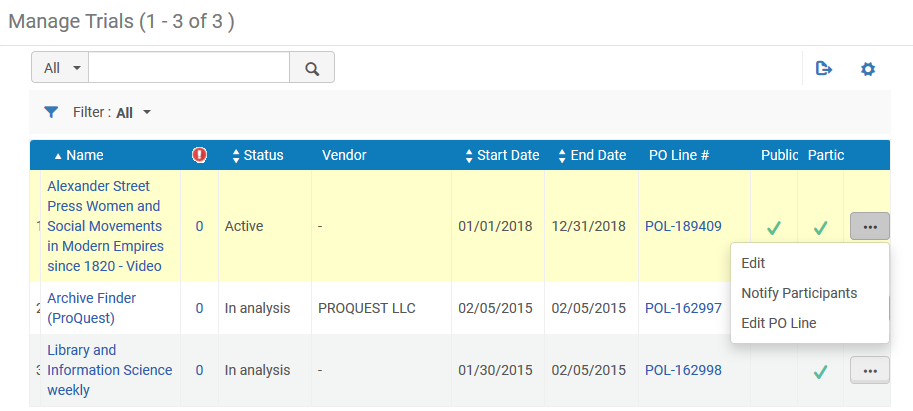 Manage Trials (1 - 3 of 3 )
All
Filter : All
Name Status Vendor Start Date End Date PO Line # Public Partic
Alexander Street
Press Women and
Social Movements
in Modern Empires
since 1820 - Video
1 0 Active - 01/01/2018 12/31/2018 POL-189409
Edit
Notify Participants
Edit PO Line
Archive Finder
(ProQuest)
2 0 In analysis PROQUEST LLC 02/05/2015 02/05/2015 POL-162997
Library and
Information Science
weekly
3 0 In analysis - 01/30/2015 02/05/2015 POL-162998